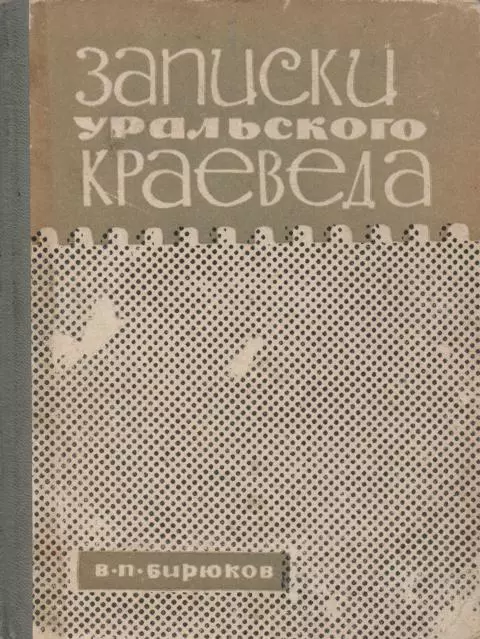 записки
уральского
краеведа
в·п·бирюков